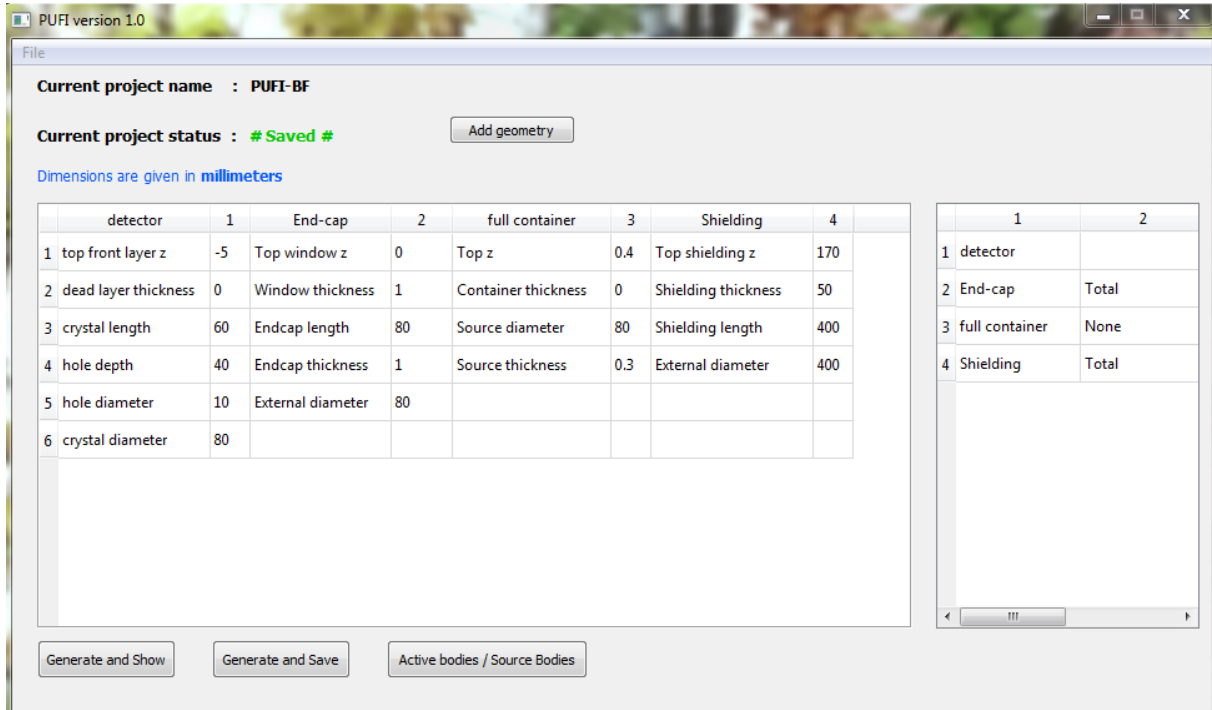 PUFI version 1.0
File
Current project name : PUFI-BF
Current project status : # Saved #
Add geometry
Dimensions are given in millimeters
detector 1 End-cap 2 full container 3 Shielding 4
1 top front layer z -5 Top window z 0 Top z 0.4 Top shielding z 170
2 dead layer thickness 0 Window thickness 1 Container thickness 0 Shielding thickness 50
3 crystal length 60 Endcap length 80 Source diameter 80 Shielding length 400
4 hole depth 40 Endcap thickness 1 Source thickness 0.3 External diameter 400
5 hole diameter 10 External diameter 80
6 crystal diameter 80
1 2
1 detector
2 End-cap Total
3 full container None
4 Shielding Total
Generate and Show Generate and Save Active bodies / Source Bodies